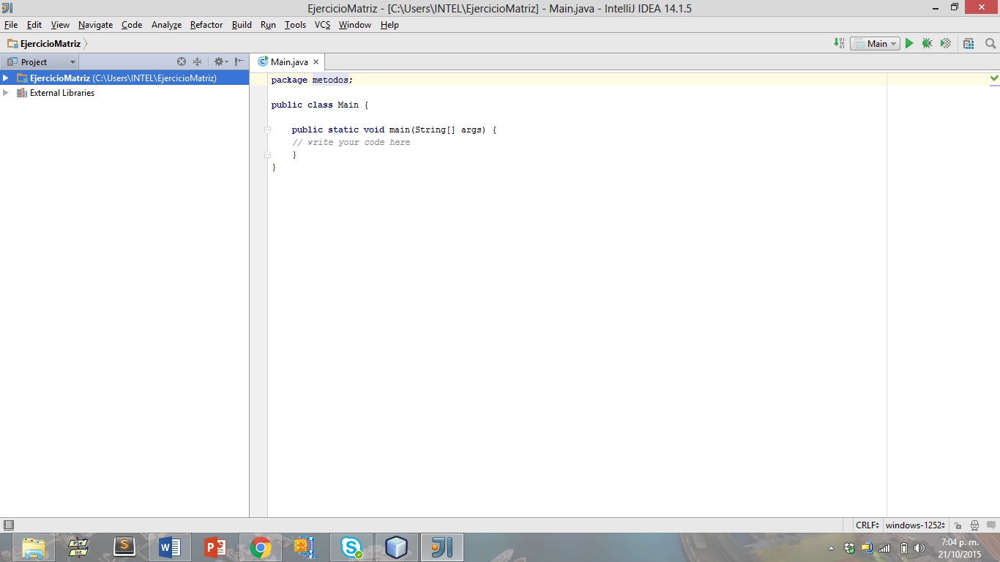 EjercicioMatriz - [C:\Users\INTEL\EjercicioMatriz] - Main.java - IntelliJ IDEA 14.1.5
File Edit View Navigate Code Analyze Refactor Build Run Tools VCS Window Help
EjercicioMatriz
Main
Project
Main.java
EjercicioMatriz (C:\Users\INTEL\EjercicioMatriz)
External Libraries
package metodos;
public class Main {
public static void main(String[] args) {
// write your code here
}
}
CRLF
windows-1252
PSe
Int
7:04 p. m.
21/10/2015